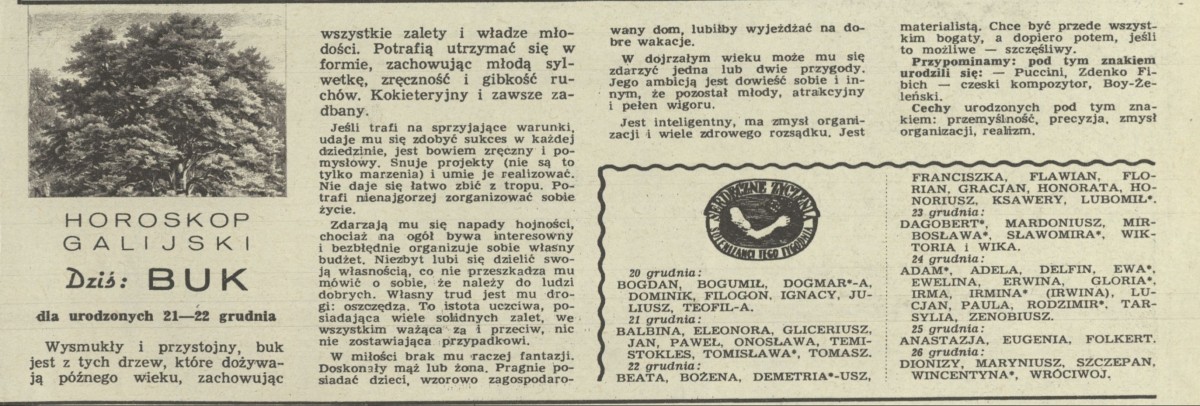 HOROSKOP
GALIJSKI
Dziś: BUK
dla urodzonych 21—22 grudnia
Wysmukły i przystojny, buk
jest z tych drzew, które dożywa-
ją późnego wieku, zachowując
wszystkie zalety i władze mło-
dości. Potrafią utrzymać się w
formie, zachowując młodą syl-
wetkę, zręczność i gibkość ru-
chów. Kokieteryjny i zawsze za-
dbany.
Jeśli trafi na sprzyjające warunki,
udaje mu się zdobyć sukces w każdej
dziedzinie, jest bowiem zręczny i po-
mysłowy. Snuje projekty (nie są to
tylko marzenia) i umie je realizować.
Nie daje się łatwo zbić z tropu. Po-
trafi nienajgorzej zorganizować sobie
życie.
Zdarzają mu się napady hojności,
chociaż na ogół bywa interesowny
i bezbłędnie organizuje sobie własny
budżet. Niezbyt lubi się dzielić swo-
ją własnością, co nie przeszkadza mu
mówić o sobie, że należy do ludzi
dobrych. Własny trud jest mu dro-
gi: oszczędza. To istota uczciwa, po-
siadająca wiele solidnych zalet, we
wszystkim ważąca za i przeciw, nic
nie zostawiająca przypadkowi.
W miłości brak mu raczej fantazji.
Doskonały mąż lub żona. Pragnie po-
siadać dzieci, wzorowo zagospodaro-
wany dom, lubiłby wyjeżdżać na do-
bre wakacje.
W dojrzałym wieku może mu się
zdarzyć jedna lub dwie przygody.
Jego ambicją jest dowieść sobie i in-
nym, że pozostał młody, atrakcyjny
i pełen wigoru.
Jest inteligentny, ma zmysł organi-
zacji i wiele zdrowego rozsądku. Jest
materialistą. Chce być przede wszyst-
kim bogaty, a dopiero potem, jeśli
to możliwe — szczęśliwy.
Przypominamy: pod tym znakiem
urodzili się: — Puccini, Zdenko Fi-
bich — czeski kompozytor, Boy-Że-
leński.
Cechy urodzonych pod tym zna-
kiem: przemyślność, precyzja, zmysł
organizacji, realizm.
SERDECZNE ŻYCZENIA
SOLENIZANCI TEGO TYGODNIA
20 grudnia:
BOGDAN, BOGUMIŁ, DOGMAR*-A,
DOMINIK, FILOGON, IGNACY, JU-
LIUSZ, TEOFIL-A.
21 grudnia:
BALBINA, ELEONORA, GLICERIUSZ,
JAN, PAWEŁ, ONOSŁAWA, TEMI-
STOKLES, TOMISŁAWA*, TOMASZ.
22 grudnia:
BEATA, BOŻENA, DEMETRIA*-USZ,
FRANCISZKA, FLAWIAN, FLO-
RIAN, GRACJAN, HONORATA, HO-
NORIUSZ, KSAWERY, LUBOMIŁ*.
23 grudnia:
DAGOBERT*, MARDONIUSZ, MIR-
BOSŁAWA*, SŁAWOMIRA*, WIK-
TORIA i WIKA.
24 grudnia:
ADAM*, ADELA, DELFIN, EWA*,
EWELINA, ERWINA, GLORIA*,
IRMA, IRMINA* (IRWINA), LU-
CJAN, PAULA, RODZIMIR*, TAR-
SYLIA, ZENOBIUSZ.
25 grudnia:
ANASTAZJA, EUGENIA, FOLKERT.
26 grudnia:
DIONIZY, MARYNIUSZ, SZCZEPAN,
WINCENTYNA*, WRÓCIWOJ.